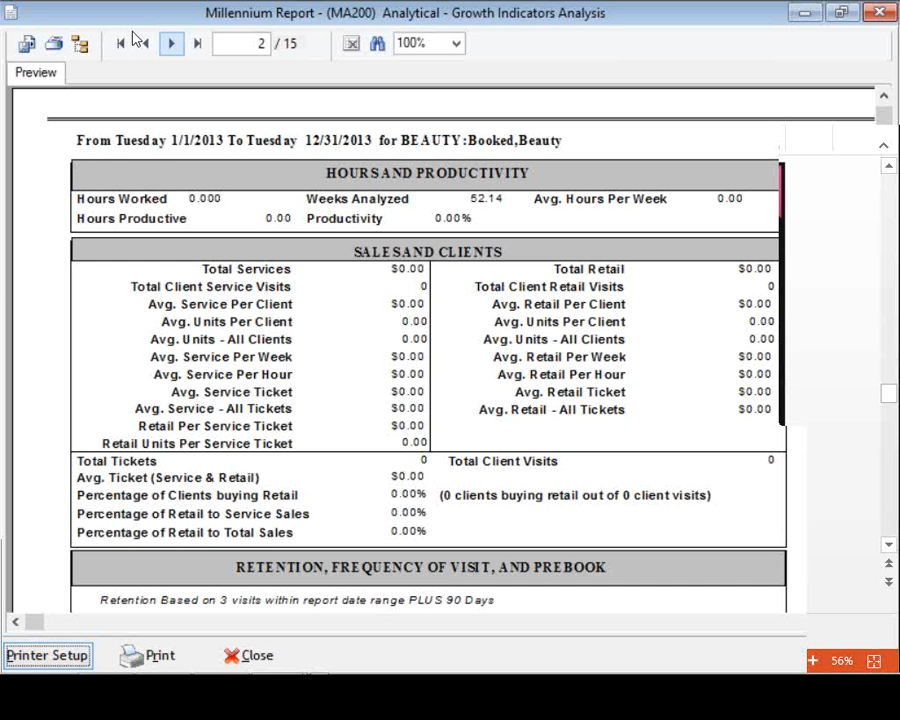 Millennium Report - (MA200) Analytical - Growth Indicators Analysis
2 / 15 100%
Preview
From Tuesday 1/1/2013 To Tuesday 12/31/2013 for BEAUTY:Booked,Beauty
HOURS AND PRODUCTIVITY
Hours Worked 0.000 Weeks Analyzed 52.14 Avg. Hours Per Week 0.00
Hours Productive 0.00 Productivity 0.00%
SALES AND CLIENTS
Total Services $0.00 Total Retail $0.00
Total Client Service Visits 0 Total Client Retail Visits 0
Avg. Service Per Client $0.00 Avg. Retail Per Client $0.00
Avg. Units Per Client 0.00 Avg. Units Per Client 0.00
Avg. Units - All Clients 0.00 Avg. Units - All Clients 0.00
Avg. Service Per Week $0.00 Avg. Retail Per Week $0.00
Avg. Service Per Hour $0.00 Avg. Retail Per Hour $0.00
Avg. Service Ticket $0.00 Avg. Retail Ticket $0.00
Avg. Service - All Tickets $0.00 Avg. Retail - All Tickets $0.00
Retail Per Service Ticket $0.00
Retail Units Per Service Ticket 0.00
Total Tickets 0 Total Client Visits 0
Avg. Ticket (Service & Retail) $0.00
Percentage of Clients buying Retail 0.00% (0 clients buying retail out of 0 client visits)
Percentage of Retail to Service Sales 0.00%
Percentage of Retail to Total Sales 0.00%
RETENTION, FREQUENCY OF VISIT, AND PREBOOK
Retention Based on 3 visits within report date range PLUS 90 Days
Printer Setup Print Close
56%